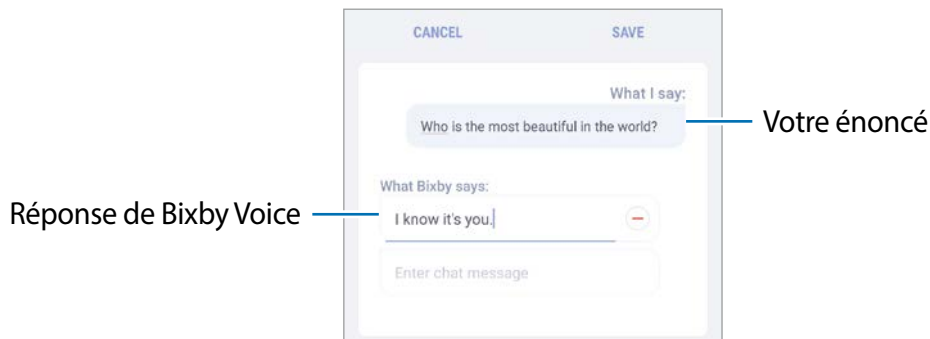 CANCEL SAVE
What I say:
Who is the most beautiful in the world?
Votre énoncé
What Bixby says:
Réponse de Bixby Voice
I know it's you.
Enter chat message